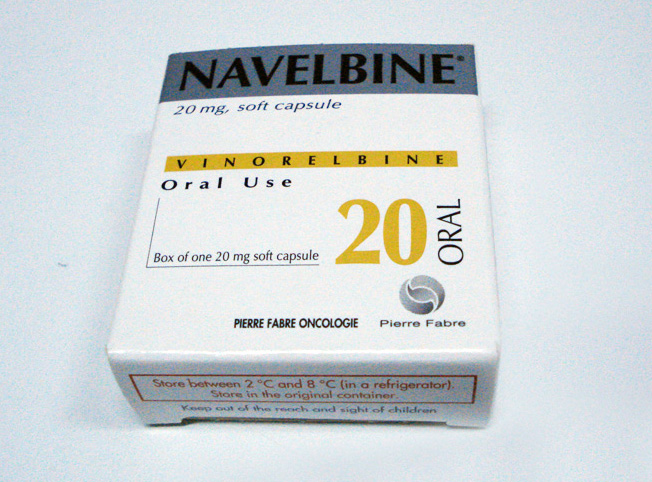 NAVELBINE®
20 mg, soft capsule
VINORELBINE
Oral Use
20 ORAL
Box of one 20 mg soft capsule
PIERRE FABRE ONCOLOGIE
Pierre Fabre
Store between 2 °C and 8 °C (in a refrigerator).
Store in the original container.
Keep out of the reach and sight of children